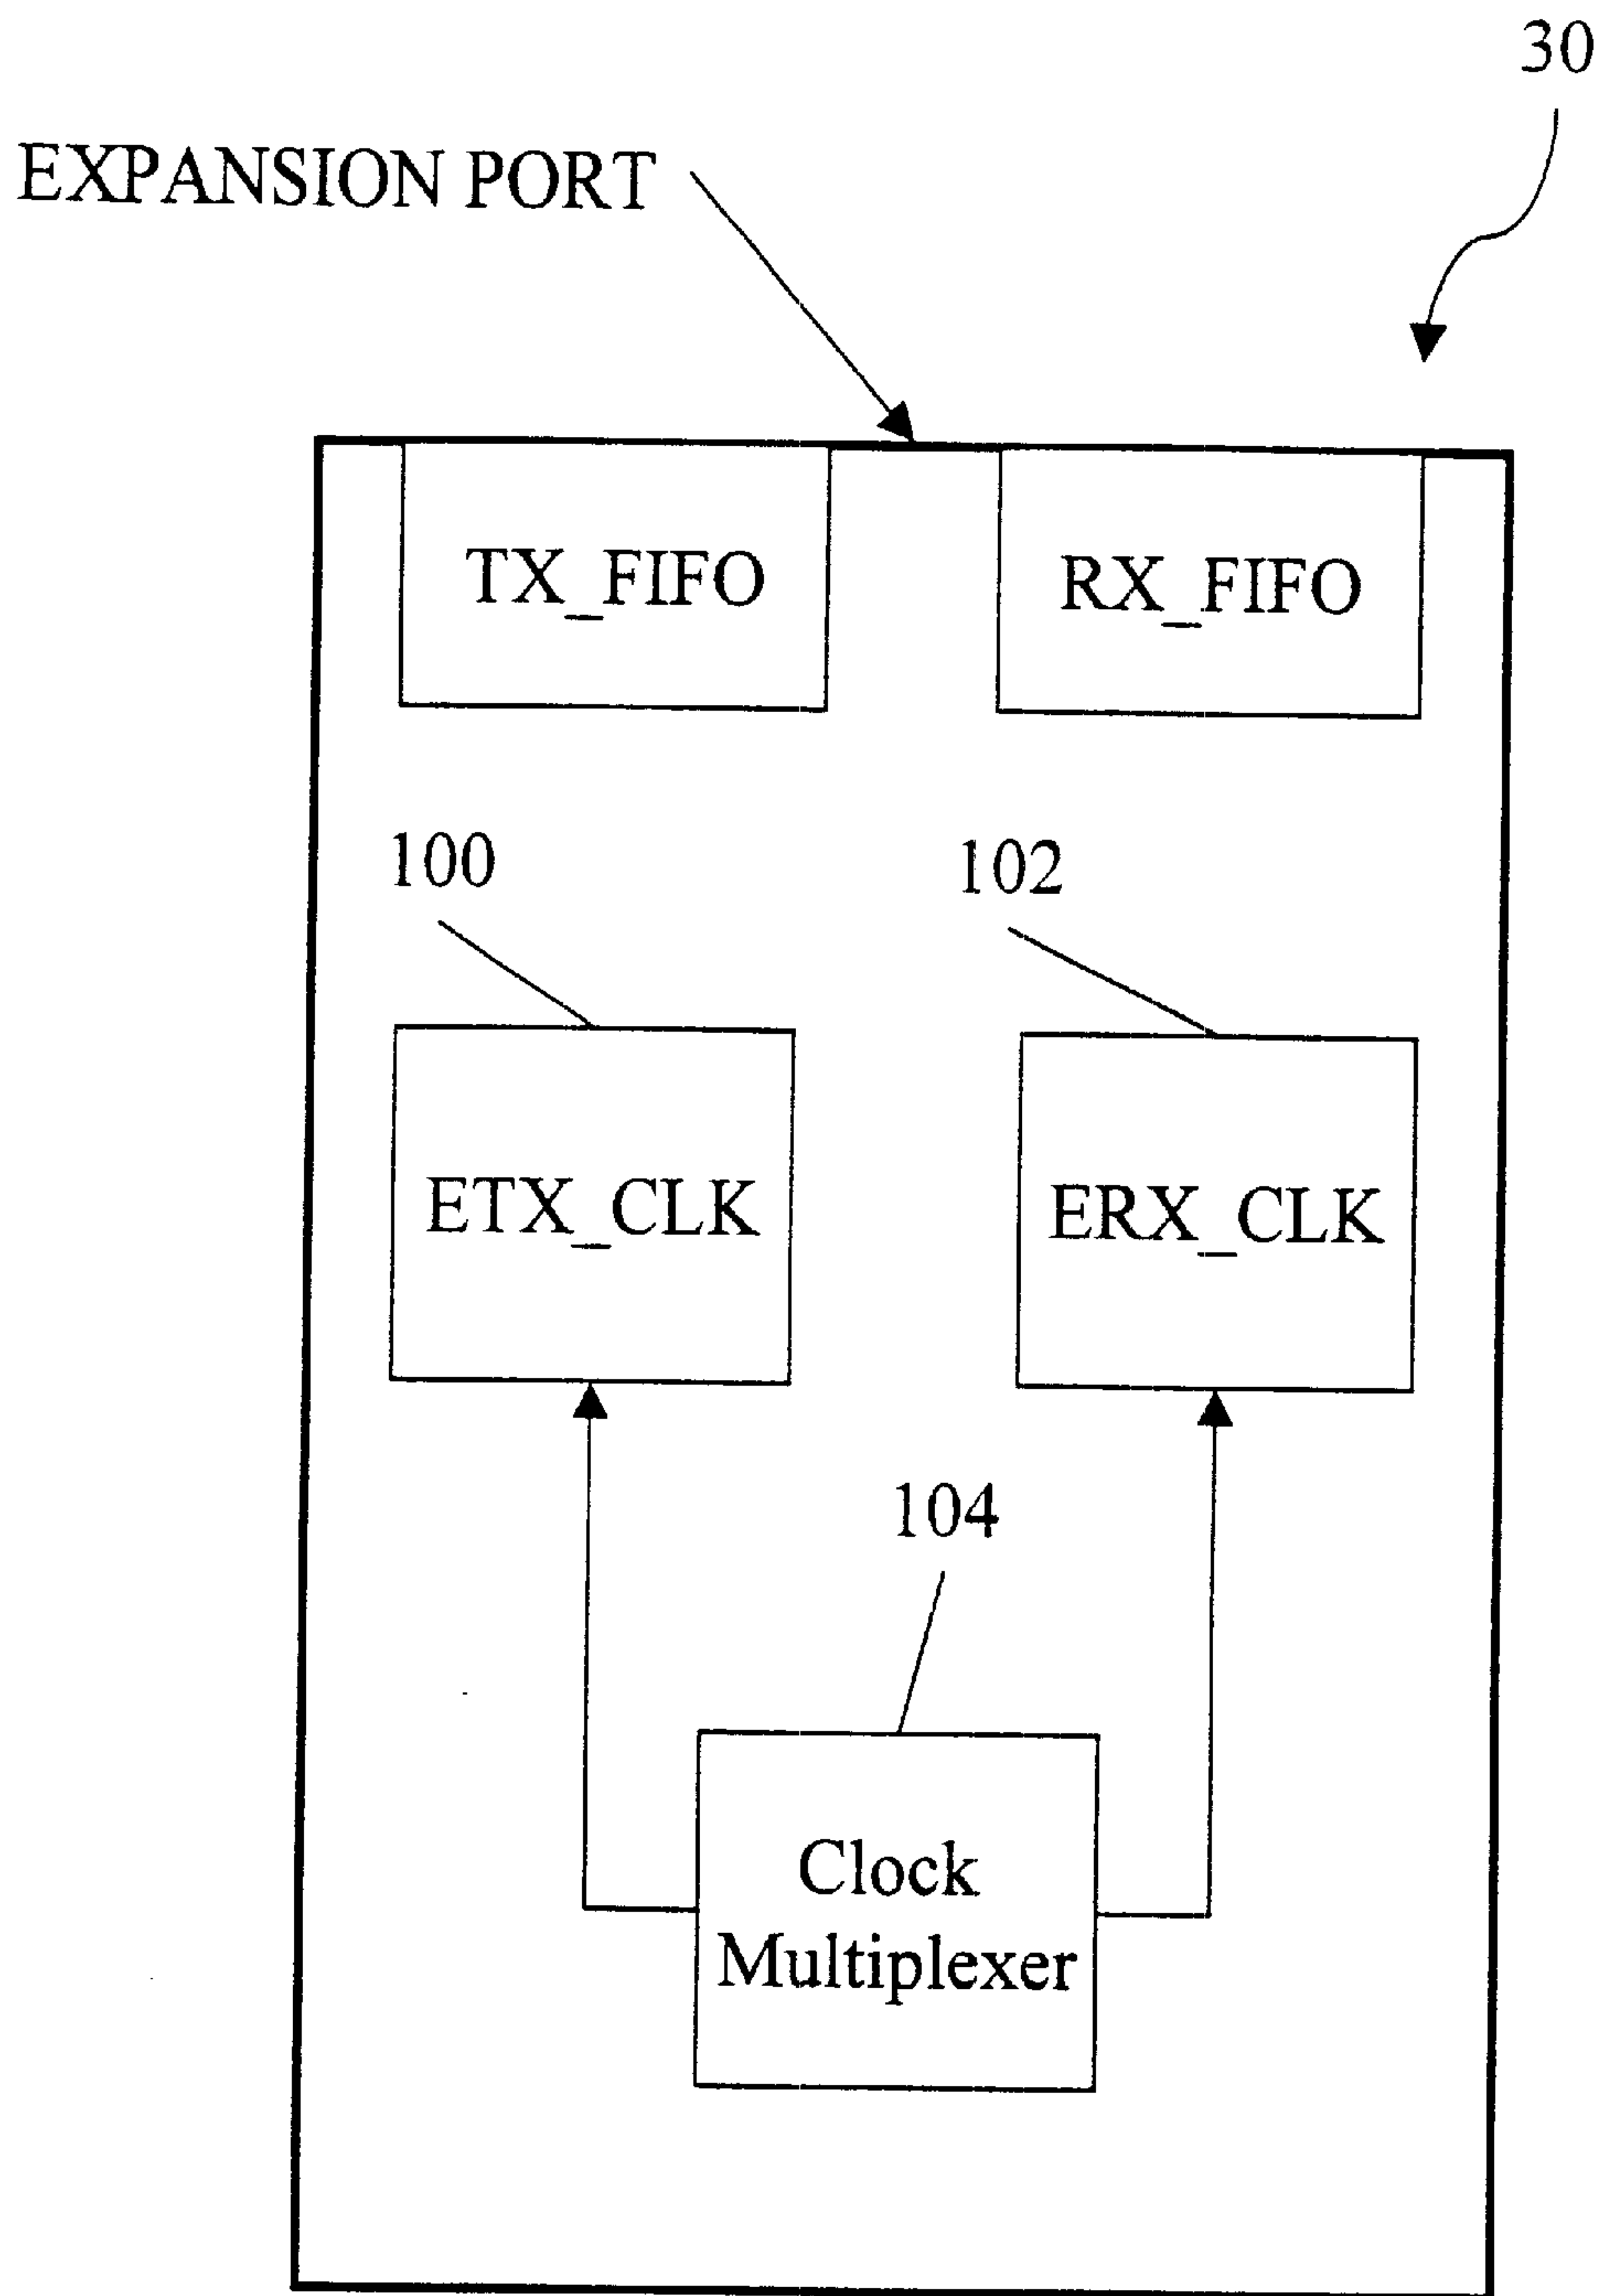 30
EXPANSION PORT
TX_FIFO
RX_FIFO
100
102
ETX_CLK
ERX_CLK
104
Clock
Multiplexer